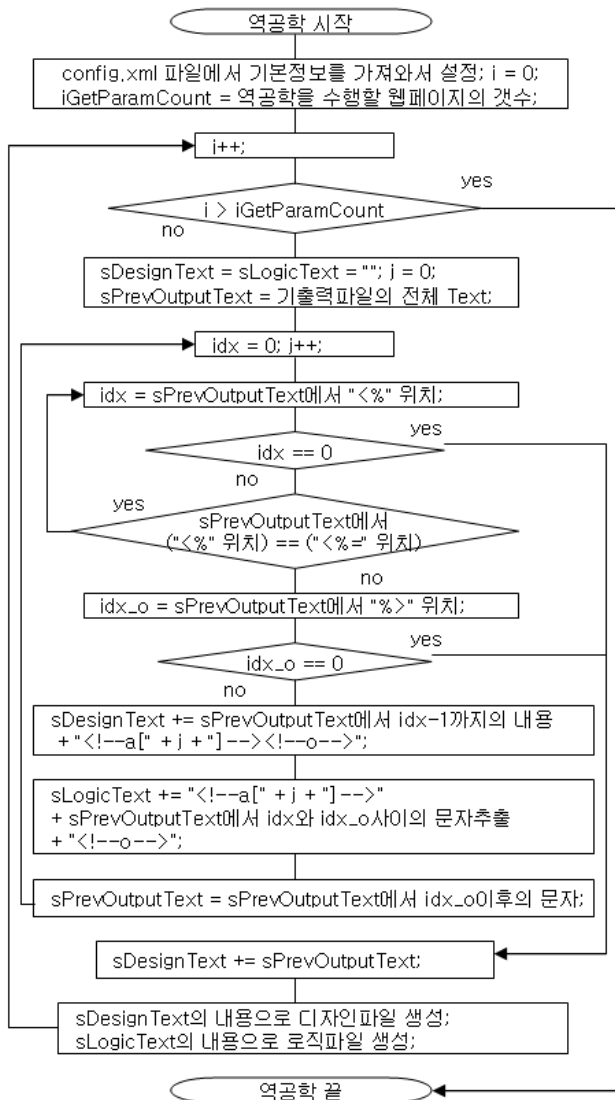 역공학 시작
config.xml 파일에서 기본정보를 가져와서 설정; i = 0;
iGetParamCount = 역공학을 수행할 웹페이지의 갯수;
i++;
i > iGetParamCount
yes
no
sDesignText = sLogicText = ""; j = 0;
sPrevOutputText = 기출력파일의 전체 Text;
idx = 0; j++;
idx = sPrevOutputText에서 "<%" 위치;
idx == 0
yes
no
sPrevOutputText에서
("<%" 위치) == ("<%=" 위치)
yes
no
idx_o = sPrevOutputText에서 "%>" 위치;
idx_o == 0
yes
no
sDesignText += sPrevOutputText에서 idx-1까지의 내용
+ "<!--a[" + j + "]--><!--o-->";
sLogicText += "<!--a[" + j + "]-->"
+ sPrevOutputText에서 idx와 idx_o사이의 문자추출
+ "<!--o-->";
sPrevOutputText = sPrevOutputText에서 idx_o이후의 문자;
sDesignText += sPrevOutputText;
sDesignText의 내용으로 디자인파일 생성;
sLogicText의 내용으로 로직파일 생성;
역공학 끝